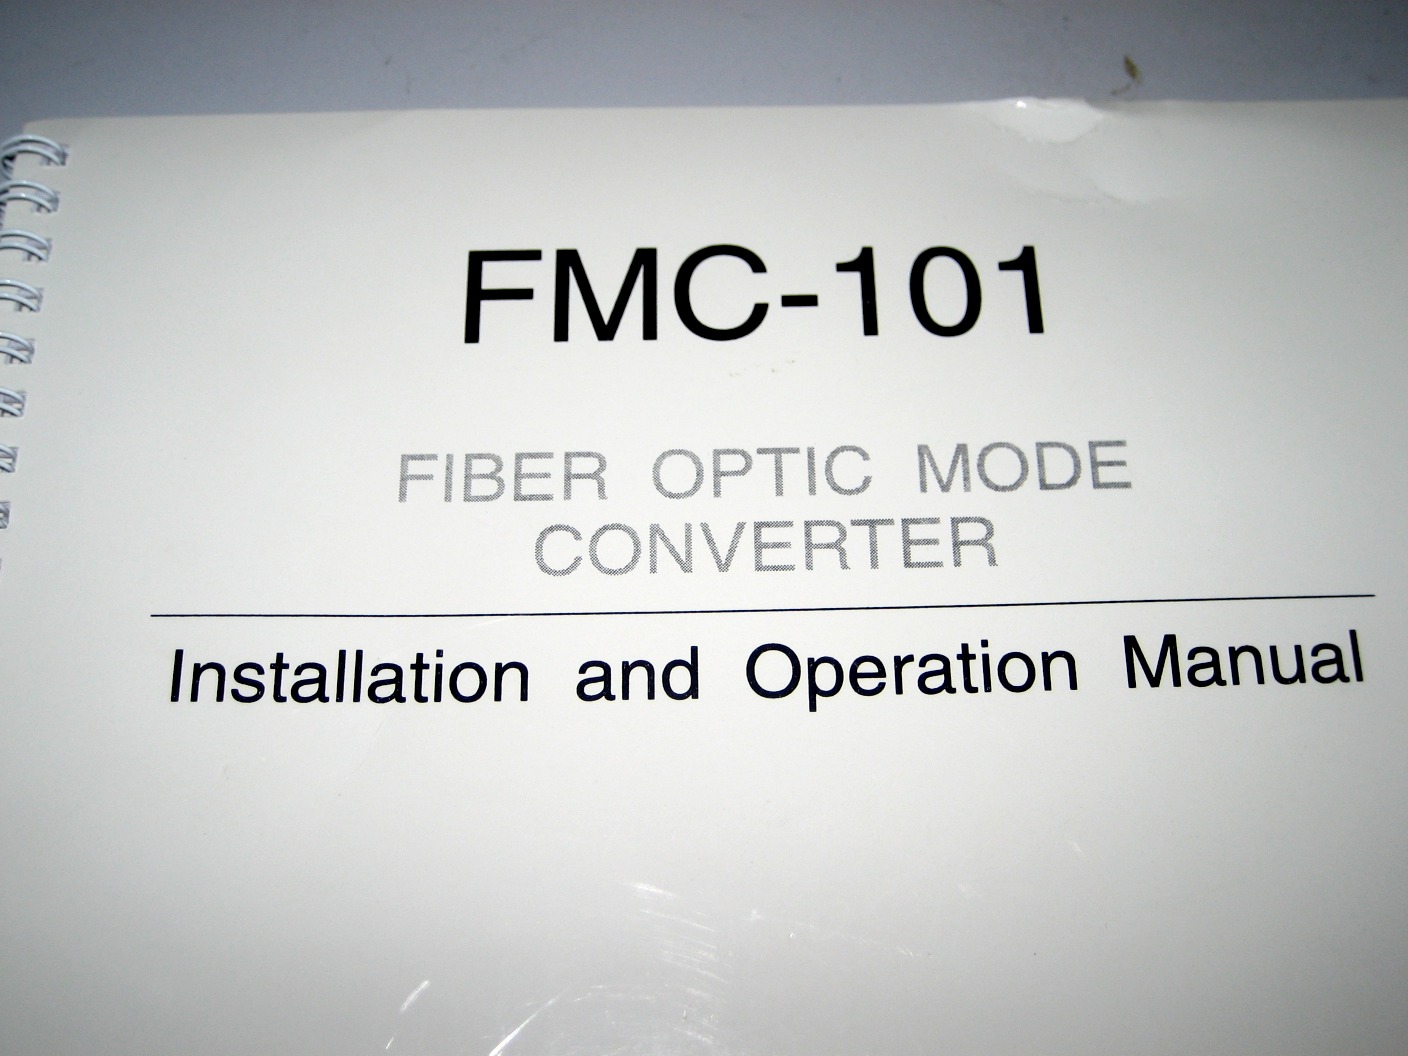 FMC-101
FIBER OPTIC MODE
CONVERTER
Installation and Operation Manual